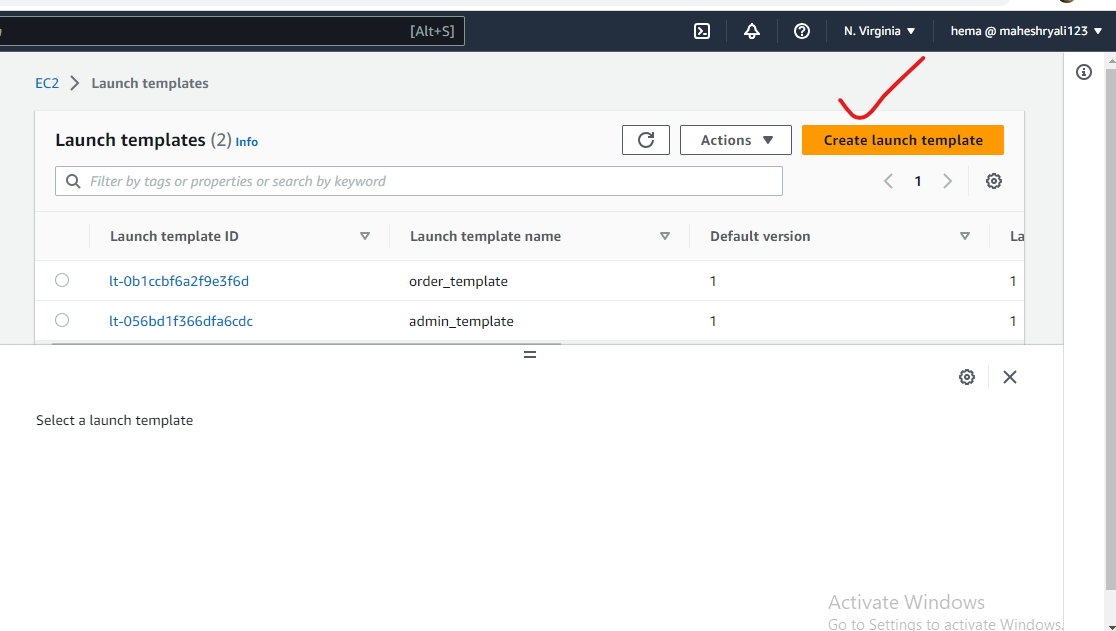 [Alt+S] N. Virginia ▼ hema @ maheshryali123 ▼
EC2 > Launch templates
Launch templates (2) Info
Actions ▼ Create launch template
Filter by tags or properties or search by keyword
1
Launch template ID Launch template name Default version La
lt-0b1ccbf6a2f9e3f6d order_template 1 1
lt-056bd1f366dfa6cdc admin_template 1 1
Select a launch template
Activate Windows
Go to Settings to activate Windows.